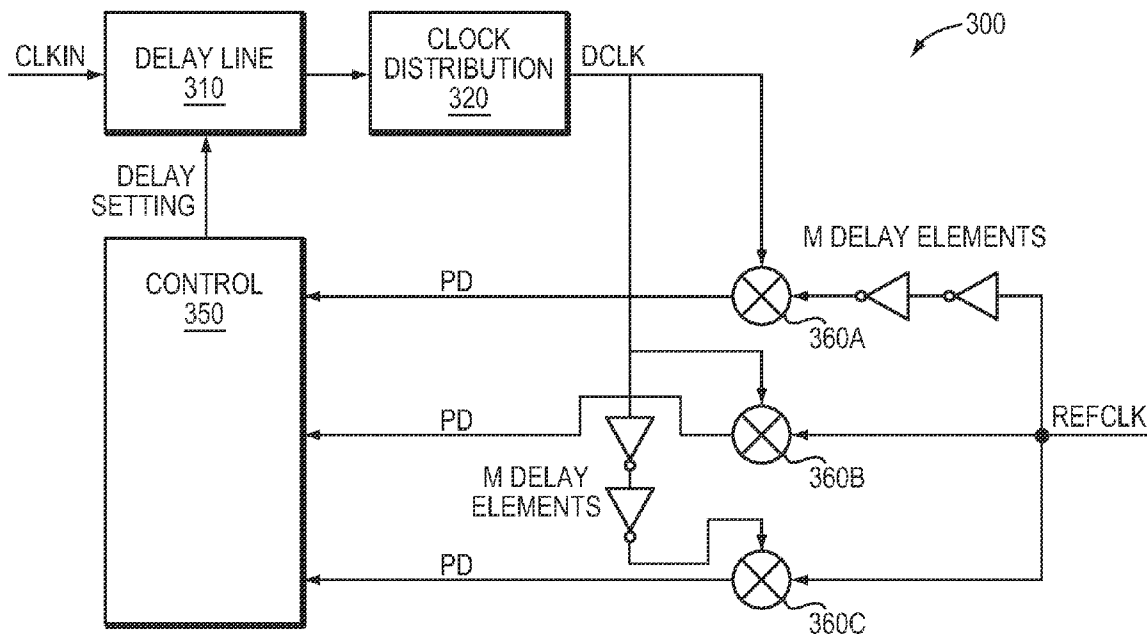 300
CLKIN
DELAY LINE
310
CLOCK
DISTRIBUTION
320
DCLK
DELAY
SETTING
M DELAY ELEMENTS
CONTROL
350
PD
360A
PD
REFCLK
360B
M DELAY
ELEMENTS
PD
360C